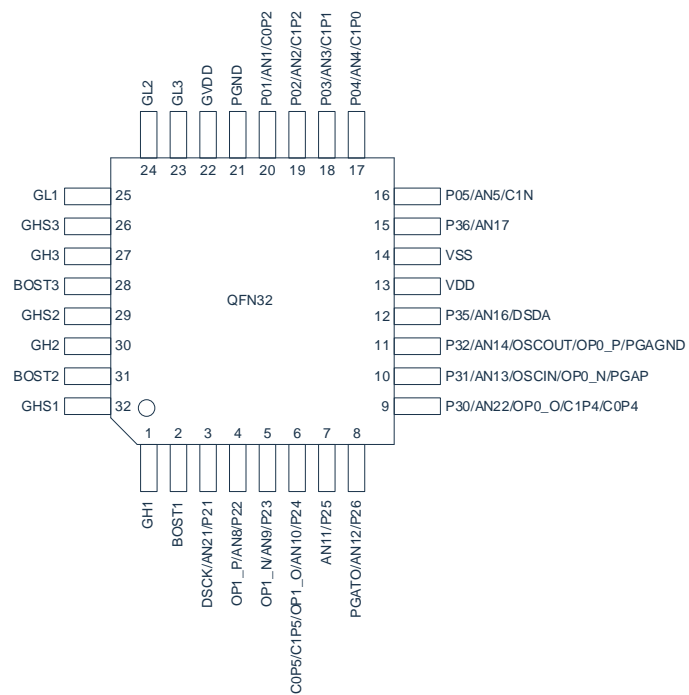 GL2
GL3
GVDD
PGND
P01/AN1/C0P2
P02/AN2/C1P2
P03/AN3/C1P1
P04/AN4/C1P0
24 23 22 21 20 19 18 17
GL1 25
GHS3 26
GH3 27
BOST3 28
GHS2 29
GH2 30
BOST2 31
GHS1 32
QFN32
16 P05/AN5/C1N
15 P36/AN17
14 VSS
13 VDD
12 P35/AN16/DSDA
11 P32/AN14/OSCOUT/OP0_P/PGAGND
10 P31/AN13/OSCIN/OP0_N/PGAP
9 P30/AN22/OP0_O/C1P4/C0P4
1 2 3 4 5 6 7 8
GH1
BOST1
DSCK/AN21/P21
OP1_P/AN8/P22
OP1_N/AN9/P23
C0P5/C1P5/OP1_O/AN10/P24
AN11/P25
PGATO/AN12/P26